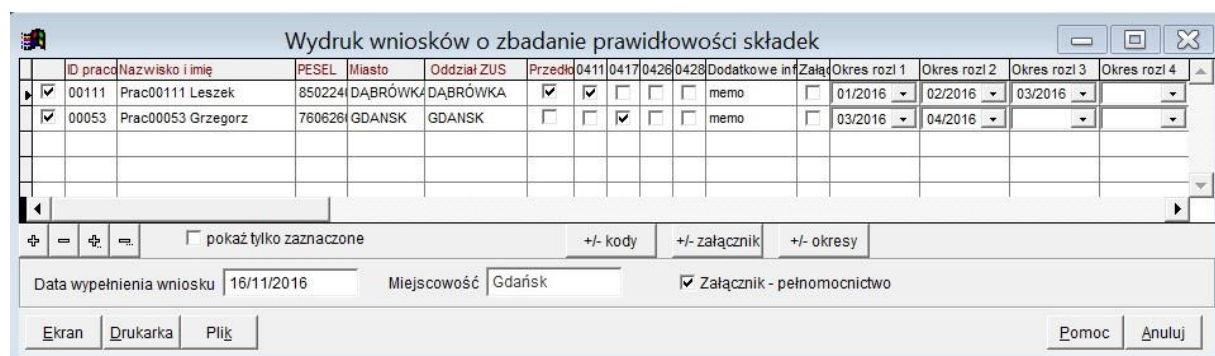 Wydruk wniosków o zbadanie prawidłowości składek
ID praco Nazwisko i imię PESEL Miasto Oddział ZUS Przedło 0411 0417 0426 0428 Dodatkowe inf Załąc Okres rozl 1 Okres rozl 2 Okres rozl 3 Okres rozl 4
00111 Prac00111 Leszek 850224 DĄBRÓWKA DĄBRÓWKA memo 01/2016 02/2016 03/2016
00053 Prac00053 Grzegorz 760626 GDANSK GDANSK memo 03/2016 04/2016
pokaż tylko zaznaczone +/- kody +/- załącznik +/- okresy
Data wypełnienia wniosku 16/11/2016 Miejscowość Gdańsk Załącznik - pełnomocnictwo
Ekran Drukarka Plik Pomoc Anuluj